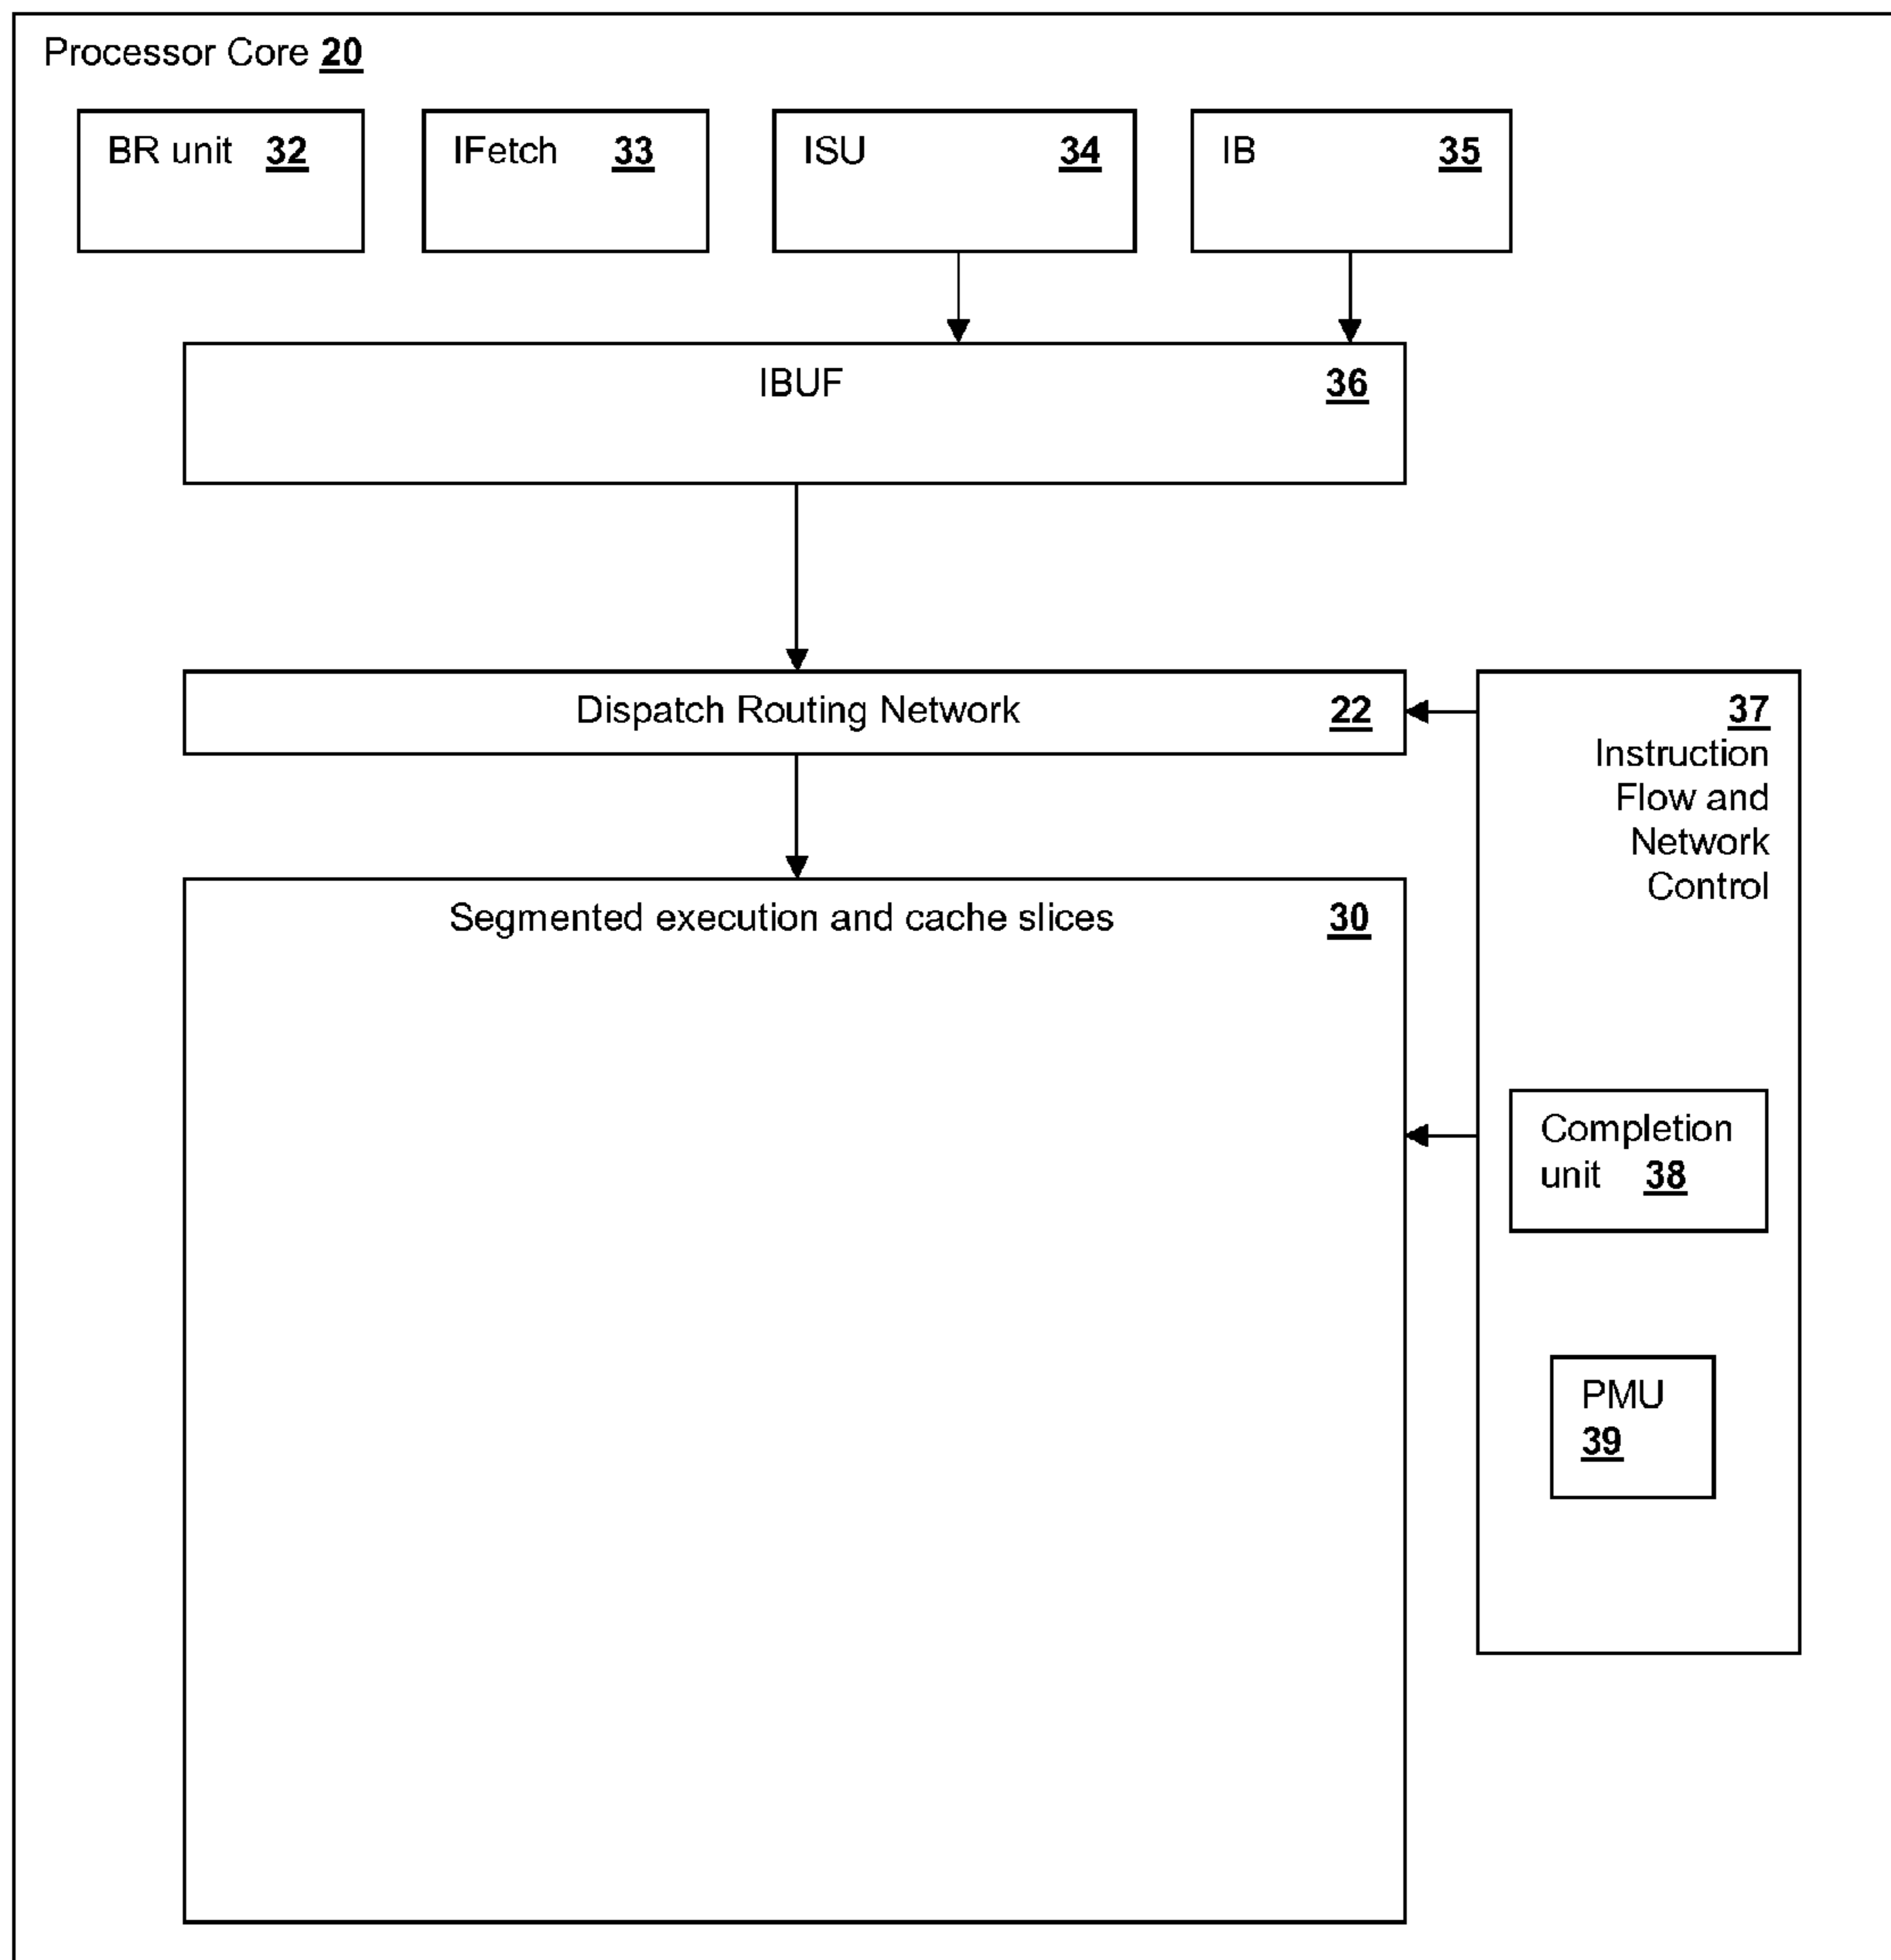 Processor Core 20
BR unit 32
IFetch 33
ISU 34
IB 35
IBUF 36
Dispatch Routing Network 22
37
Instruction
Flow and
Network
Control
Segmented execution and cache slices 30
Completion
unit 38
PMU
39